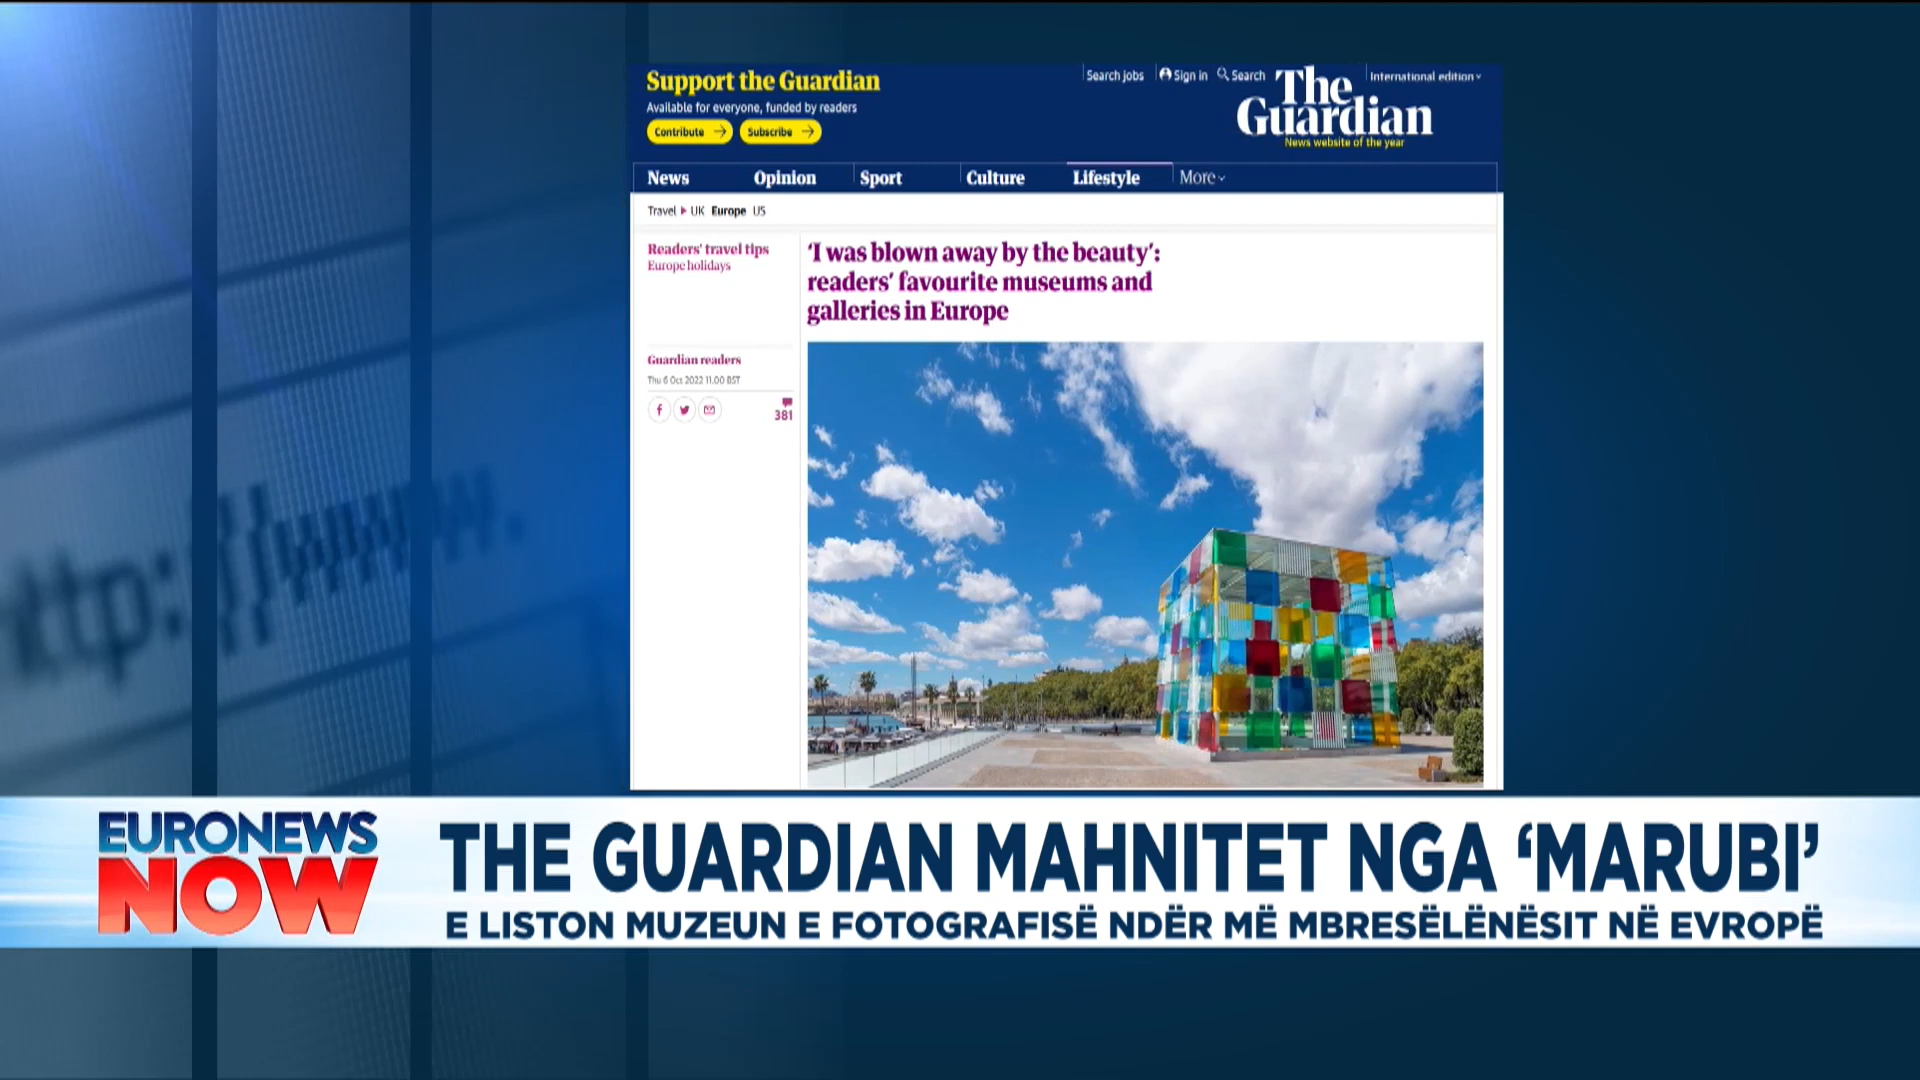 Support the Guardian
Available for everyone, funded by readers
Contribute
Subscribe
Search jobs
Sign in
Search
International edition
The
Guardian
News website of the year
News
Opinion
Sport
Culture
Lifestyle
More
Travel
UK
Europe
US
Readers' travel tips
Europe holidays
'I was blown away by the beauty':
readers' favourite museums and
galleries in Europe
Guardian readers
Thu 6 Oct 2022 11.00 BST
381
ttp://www.
EURONEWS
NOW
THE GUARDIAN MAHNITET NGA 'MARUBI'
E LISTON MUZEUN E FOTOGRAFISË NDËR MË MBRESËLËNËSIT NË EVROPË